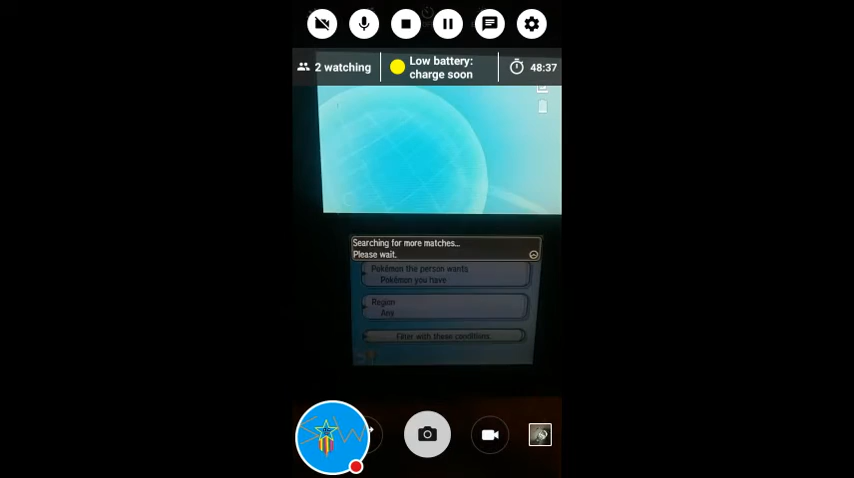 2 watching
Low battery:
charge soon
48:37
Searching for more matches...
Please wait.
Pokémon the person wants
Pokémon you have
Region
Any
Filter with these conditions